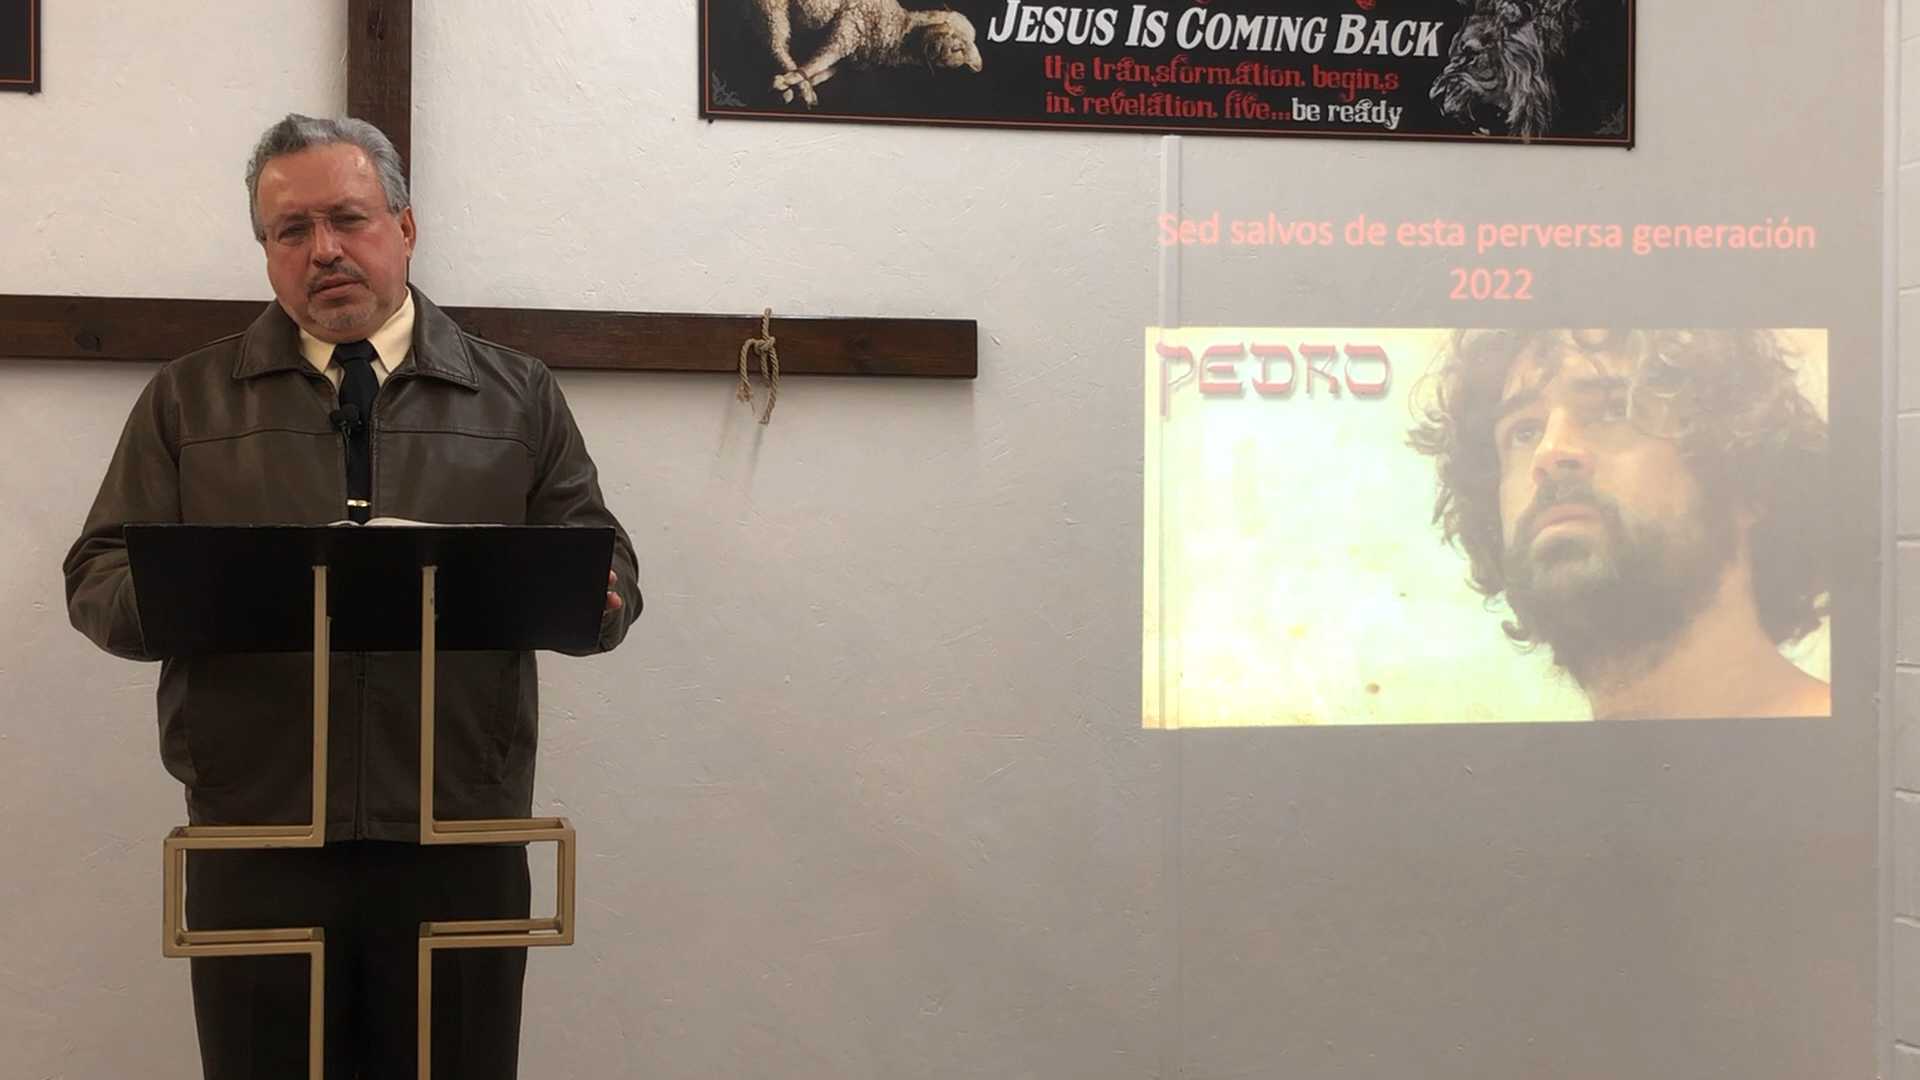 JESUS IS COMING BACK
the transformation begins
in revelation five...be ready
Sed salvos de esta perversa generación
2022
PEDRO